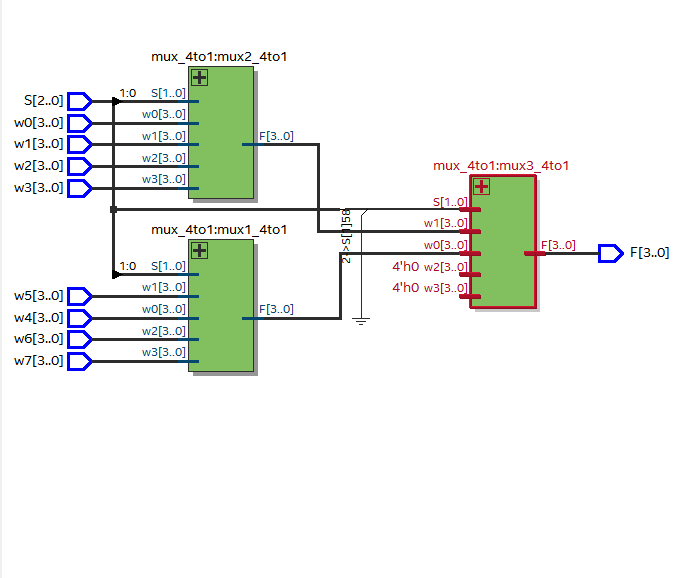 mux_4to1:mux2_4to1
S[2..0]
1:0
S[1..0]
w0[3..0]
w0[3..0]
w1[3..0]
w1[3..0]
F[3..0]
w2[3..0]
w2[3..0]
w3[3..0]
w3[3..0]
mux_4to1:mux3_4to1
S[1..0]
w1[3..0]
w0[3..0]
F[3..0]
F[3..0]
4'h0 w2[3..0]
4'h0 w3[3..0]
mux_4to1:mux1_4to1
1:0
S[1..0]
w5[3..0]
w1[3..0]
w4[3..0]
w0[3..0]
F[3..0]
w6[3..0]
w2[3..0]
w7[3..0]
w3[3..0]